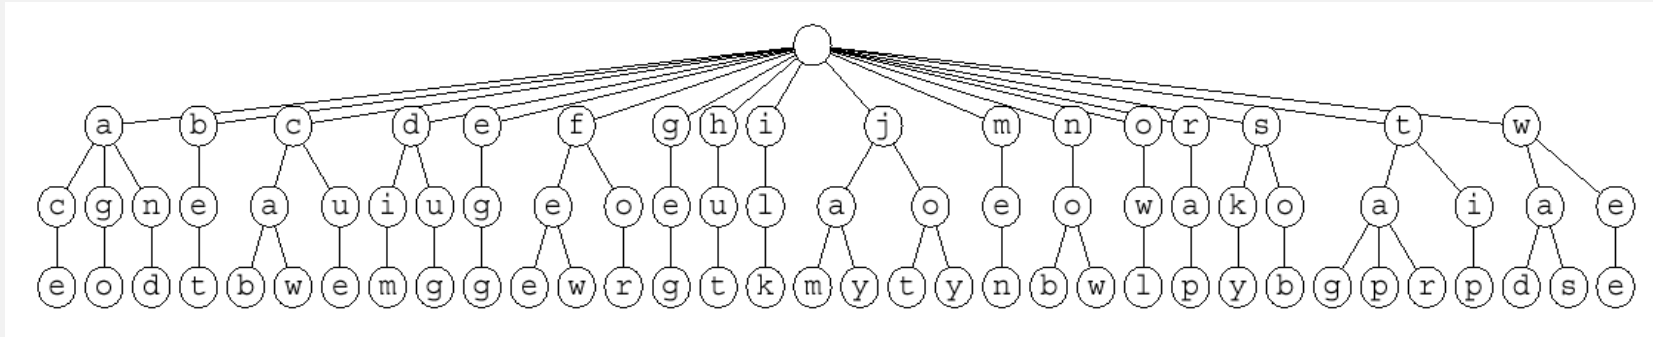 a b c d e f g h i j m n o r s t w
c g n e a u i u g e o e u l a o e o w a k o a i a e
e o d t b w e m g g e w r g t k m y t y n b w l p y b g p r p d s e